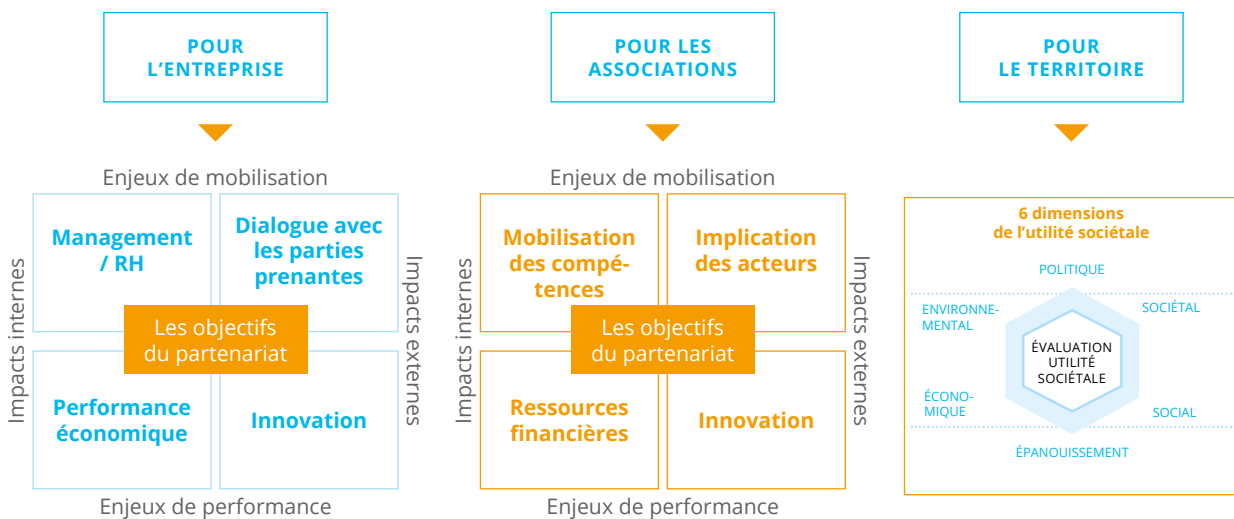 POUR
L'ENTREPRISE
Enjeux de mobilisation
Impacts internes
Management
/ RH
Dialogue avec
les parties
prenantes
Les objectifs
du partenariat
Performance
économique
Innovation
Impacts externes
Enjeux de performance
POUR LES
ASSOCIATIONS
Enjeux de mobilisation
Impacts internes
Mobilisation
des compé-
tences
Implication
des acteurs
Les objectifs
du partenariat
Ressources
financières
Innovation
Impacts externes
Enjeux de performance
POUR
LE TERRITOIRE
6 dimensions
de l’utilité sociétale
POLITIQUE
ENVIRONNE-
MENTAL
SOCIÉTAL
ÉVALUATION
UTILITÉ
SOCIÉTALE
ÉCONO-
MIQUE
SOCIAL
ÉPANOUISSEMENT